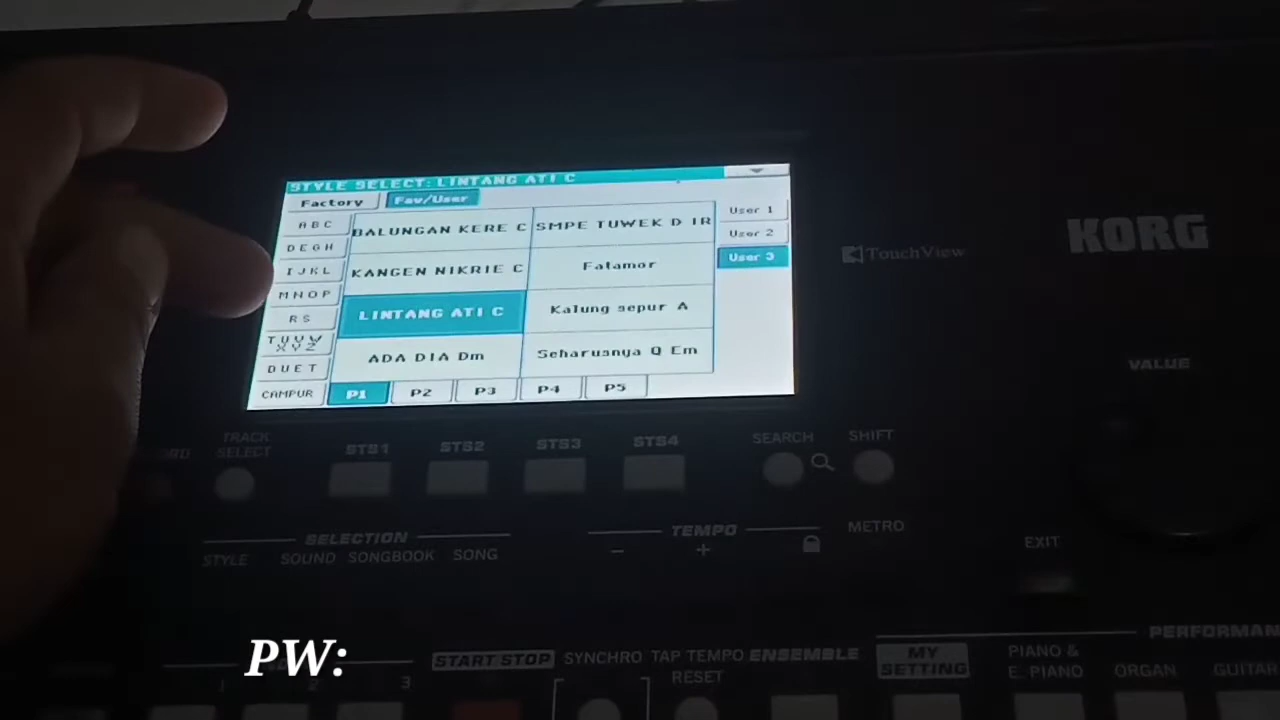 STYLE SELECT: LINTANG ATI C
Factory Fav/User
A B C
D E G H
I J K L
M N O P
R S
T U V W X Y Z
D U E T
CAMPUR
BALUNGAN KERE C SMPE TUWEK D IR
KANGEN NIKRIE C Fatamor
LINTANG ATI C Kalung sepur A
ADA DIA Dm Seharusnya Q Em
P1 P2 P3 P4 P5
User 1
User 2
User 3
TouchView
KORG
VALUE
TRACK SELECT
STS1 STS2 STS3 STS4
SEARCH SHIFT
SELECTION
STYLE SOUND SONGBOOK SONG
TEMPO
- +
METRO
EXIT
PW:
1 2 3
START STOP SYNCHRO TAP TEMPO RESET ENSEMBLE
MY SETTING
PIANO & E. PIANO
ORGAN